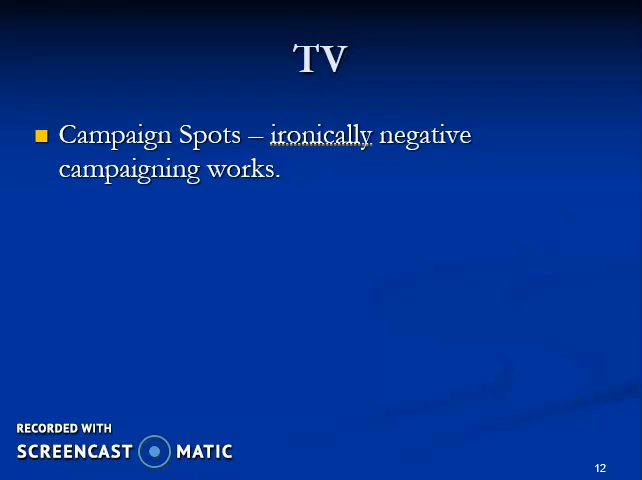 TV
Campaign Spots – ironically negative
campaigning works.
RECORDED WITH
SCREENCAST MATIC
12